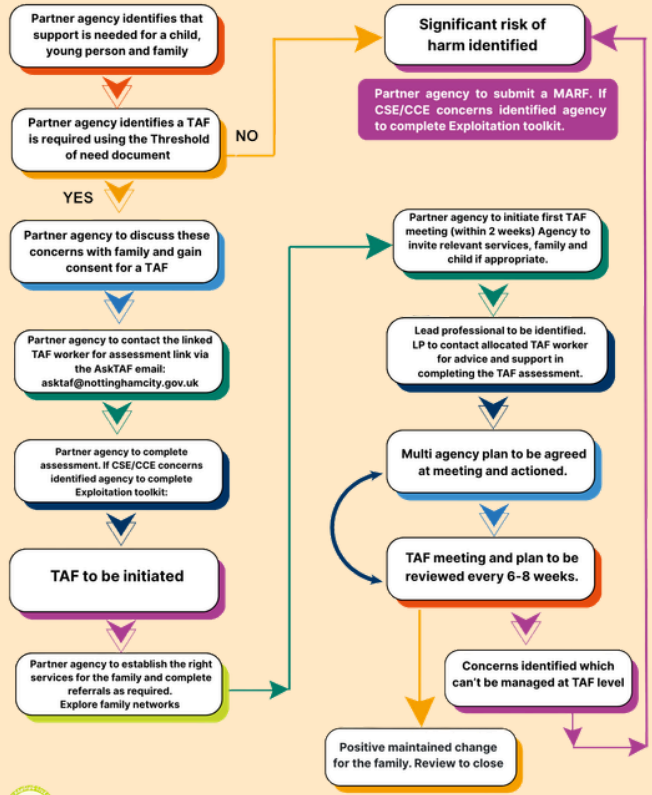 Partner agency identifies that
support is needed for a child,
young person and family
Partner agency identifies a TAF
is required using the Threshold
of need document
NO
YES
Partner agency to discuss these
concerns with family and gain
consent for a TAF
Partner agency to contact the linked
TAF worker for assessment link via
the AskTAF email:
asktaf@nottinghamcity.gov.uk
Partner agency to complete
assessment. If CSE/CCE concerns
identified agency to complete
Exploitation toolkit:
TAF to be initiated
Partner agency to establish the right
services for the family and complete
referrals as required.
Explore family networks
Significant risk of
harm identified
Partner agency to submit a MARF. If
CSE/CCE concerns identified agency
to complete Exploitation toolkit.
Partner agency to initiate first TAF
meeting (within 2 weeks) Agency to
invite relevant services, family and
child if appropriate.
Lead professional to be identified.
LP to contact allocated TAF worker
for advice and support in
completing the TAF assessment.
Multi agency plan to be agreed
at meeting and actioned.
TAF meeting and plan to be
reviewed every 6-8 weeks.
Concerns identified which
can't be managed at TAF level
Positive maintained change
for the family. Review to close